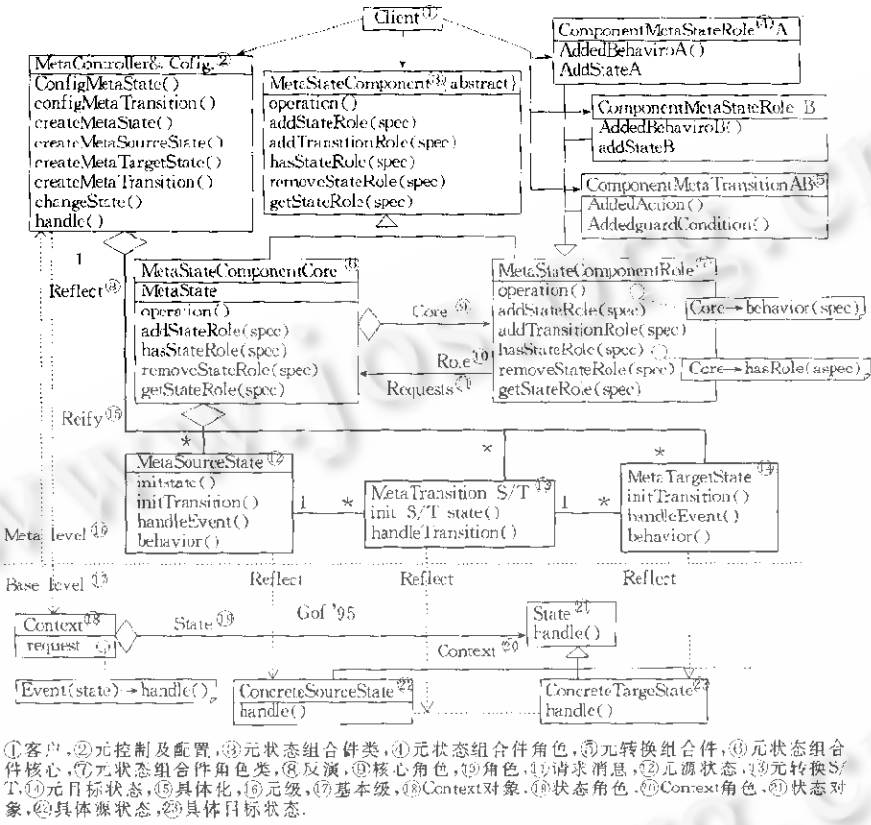 Client①
MetaController&. Cofig.②
ConfigMetaState()
configMetaTransition()
createMetaState()
createMetaSourceState()
createMetaTargetState()
createMetaTransition()
changeState()
handle()
MetaStateComponent③{abstract}
operation()
addStateRole(spec)
addTransitionRole(spec)
hasStateRole(spec)
removeStateRole(spec)
getStateRole(spec)
ComponentMetaStateRole④A
AddedBehaviroA()
AddStateA
ComponentMetaStateRole B
AddedBehaviroB()
addStateB
ComponentMetaTransitionAB⑤
AddedAction()
AddedguardCondition()
1
Reflect⑧
MetaStateComponentCore⑥
MetaState
operation()
addStateRole(spec)
hasStateRole(spec)
removeStateRole(spec)
getStateRole(spec)
Core⑨
Role⑩
Requests⑪
MetaStateComponentRole⑦
operation()
addStateRole(spec)
addTransitionRole(spec)
hasStateRole(spec)
removeStateRole(spec)
getStateRole(spec)
Core→behavior(spec)
Core→hasRole(aspec)
Reify⑮
* * *
MetaSourceState⑫
initstate()
initTransition()
handleEvent()
behavior()
1 *
MetaTransition S/T⑬
init S/T state()
handleTransition()
1 *
MetaTargetState⑭
initTransition()
handleEvent()
behavior()
Meta level⑯
Base level⑰
Reflect Reflect Reflect
Context⑱
request
State⑲
Gof '95
Context⑳
State㉑
handle()
Event(state)→handle()
ConcreteSourceState㉒
handle()
ConcreteTargeState㉓
handle()
①客户,②元控制及配置,③元状态组合件类,④元状态组合件角色,⑤元转换组合件,⑥元状态组合
件核心,⑦元状态组合件角色类,⑧反演,⑨核心角色,⑩角色,⑪请求消息,⑫元源状态,⑬元转换S/
T,⑭元目标状态,⑮具体化,⑯元级,⑰基本级,⑱Context对象,⑲状态角色,⑳Context角色,㉑状态对
象,㉒具体源状态,㉓具体目标状态.